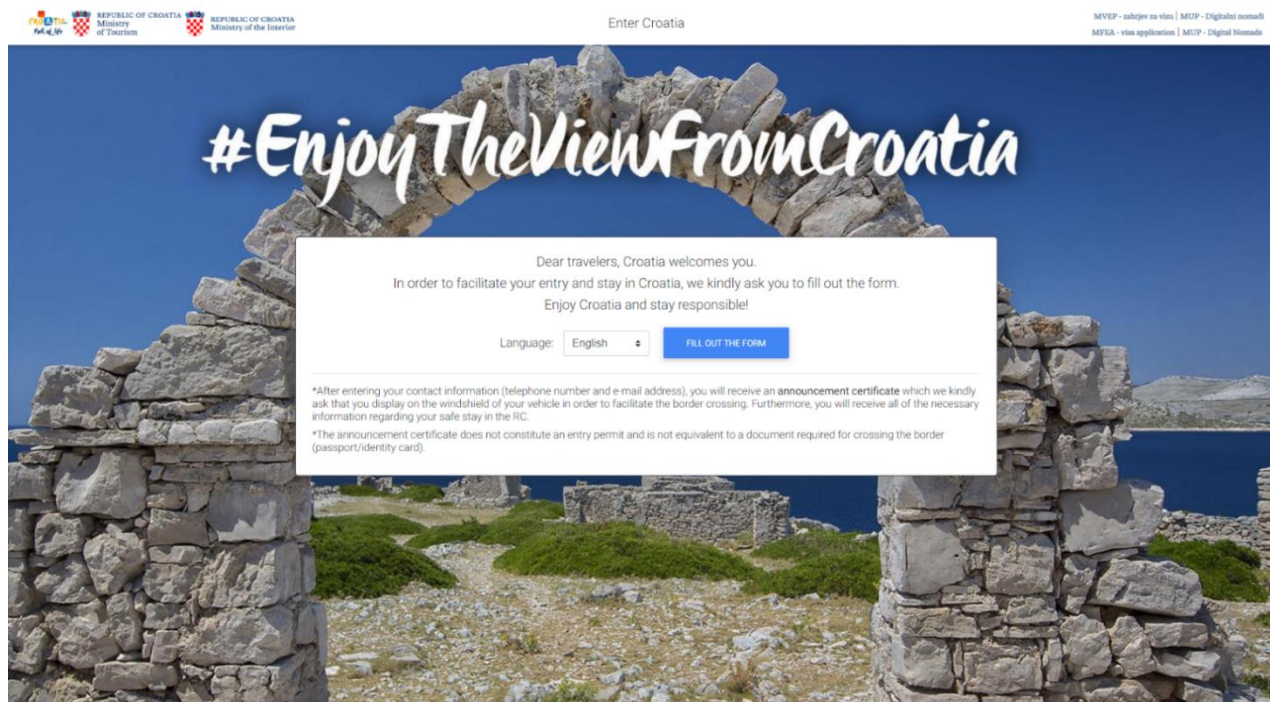 CROATIA
Full of life
REPUBLIC OF CROATIA
Ministry
of Tourism
REPUBLIC OF CROATIA
Ministry of the Interior
Enter Croatia
MVEP - zahtjev za vizu | MUP - Digitalni nomadi
MFEA - visa application | MUP - Digital Nomads
#EnjoyTheViewFromCroatia
Dear travelers, Croatia welcomes you.
In order to facilitate your entry and stay in Croatia, we kindly ask you to fill out the form.
Enjoy Croatia and stay responsible!
Language: English FILL OUT THE FORM
*After entering your contact information (telephone number and e-mail address), you will receive an announcement certificate which we kindly
ask that you display on the windshield of your vehicle in order to facilitate the border crossing. Furthermore, you will receive all of the necessary
information regarding your safe stay in the RC.
*The announcement certificate does not constitute an entry permit and is not equivalent to a document required for crossing the border
(passport/identity card).